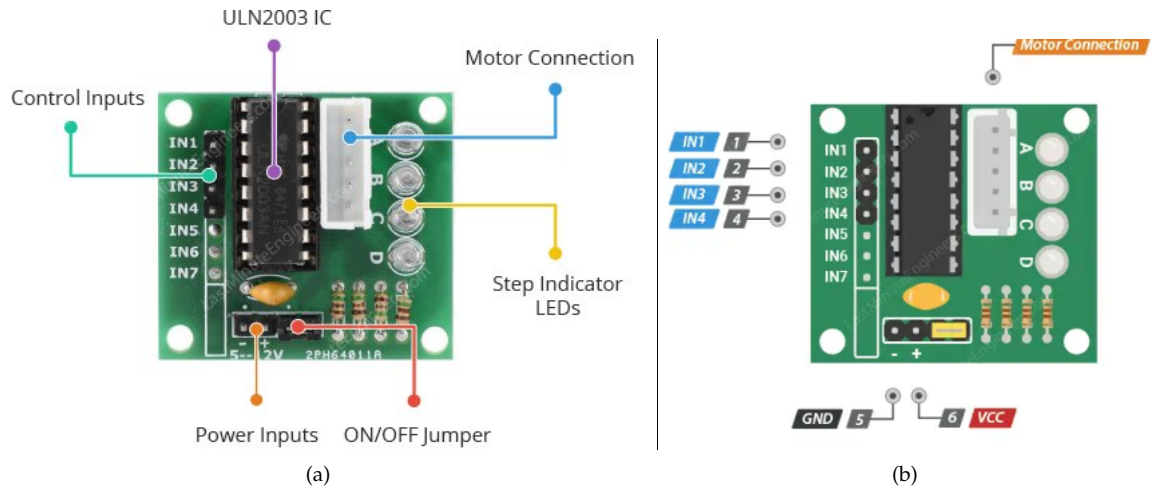 ULN2003 IC
Motor Connection
Control Inputs
IN1
IN2
IN3
IN4
IN5
IN6
IN7
A
B
C
D
Step Indicator
LEDs
- +
5-- 2V
2PH64011A
Power Inputs
ON/OFF Jumper
(a)
Motor Connection
IN1 1
IN2 2
IN3 3
IN4 4
IN1
IN2
IN3
IN4
IN5
IN6
IN7
A
B
C
D
- +
GND 5
6 VCC
(b)